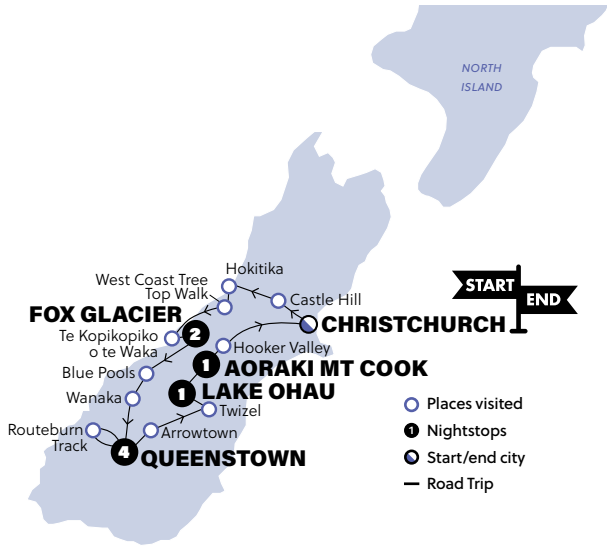 NORTH
ISLAND
Hokitika
West Coast Tree
Top Walk
Castle Hill
START
END
FOX GLACIER
2
CHRISTCHURCH
Te Kopikopiko
o te Waka
Hooker Valley
1
AORAKI MT COOK
Blue Pools
1
LAKE OHAU
Wanaka
Twizel
Places visited
Routeburn
Track
Arrowtown
1 Nightstops
4
QUEENSTOWN
Start/end city
Road Trip